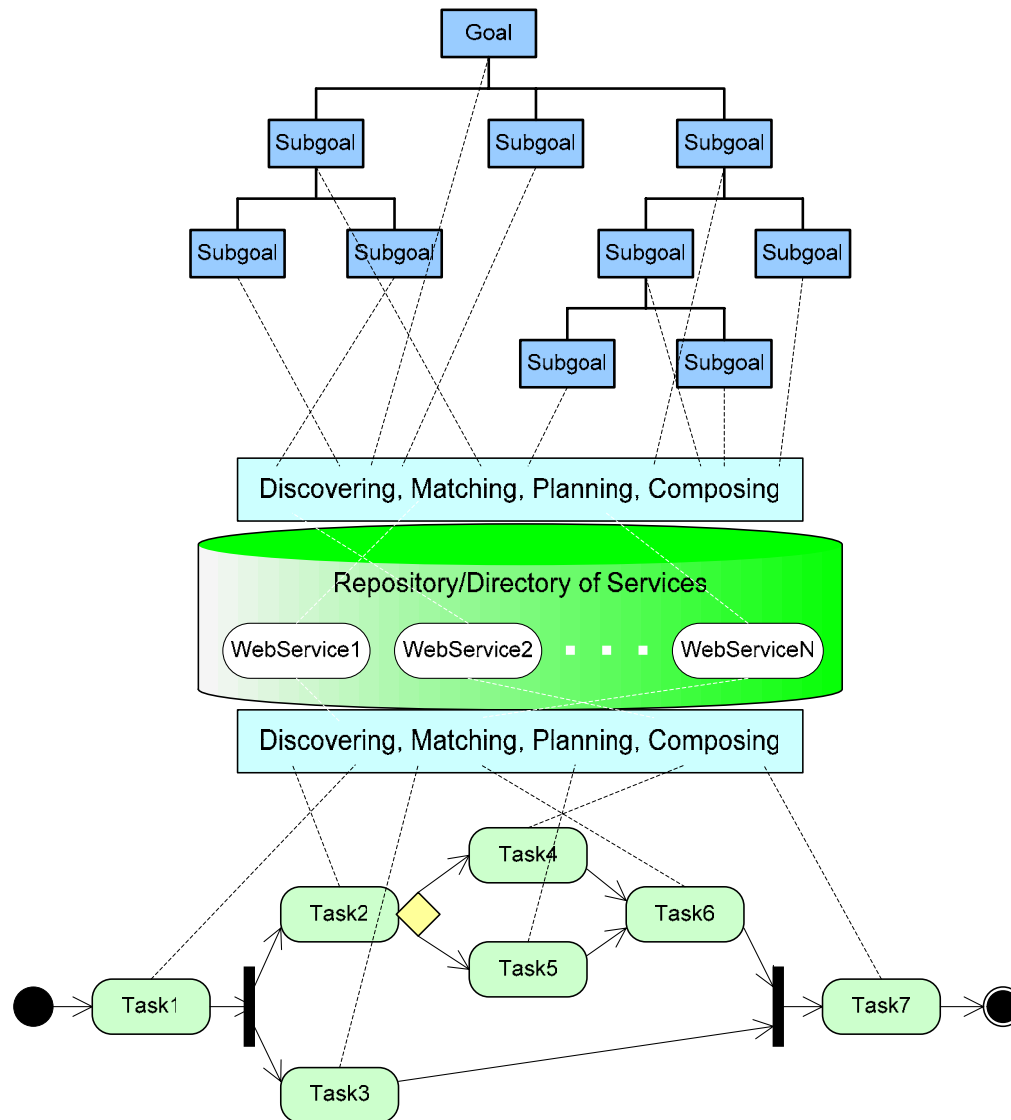 Goal
Subgoal
Subgoal
Subgoal
Subgoal
Subgoal
Subgoal
Subgoal
Subgoal
Subgoal
Discovering, Matching, Planning, Composing
Repository/Directory of Services
WebService1
WebService2
WebServiceN
Discovering, Matching, Planning, Composing
Task4
Task2
Task6
Task5
Task1
Task7
Task3